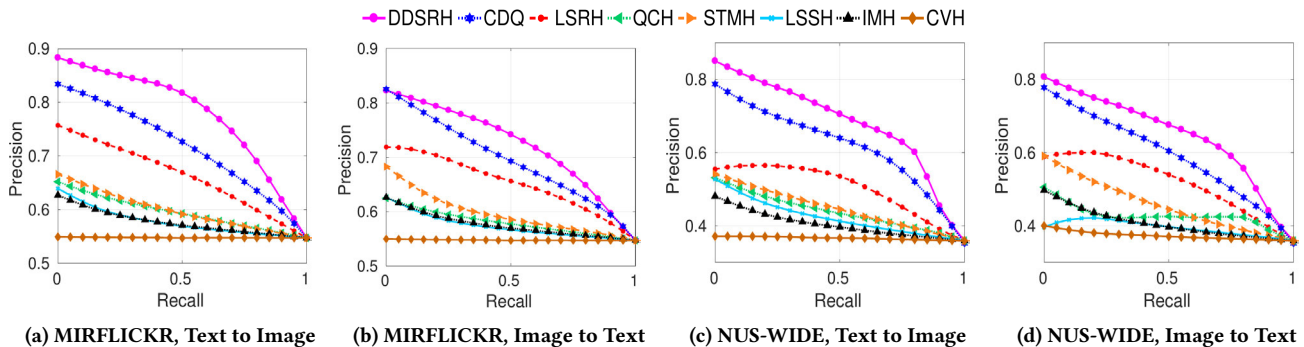 DDSRH CDQ LSRH QCH STMH LSSH IMH CVH
0.9
0.8
0.7
0.6
0.5
Precision
0 0.5 1
Recall
(a) MIRFLICKR, Text to Image
0.9
0.8
0.7
0.6
0.5
Precision
0 0.5 1
Recall
(b) MIRFLICKR, Image to Text
0.8
0.6
0.4
Precision
0 0.5 1
Recall
(c) NUS-WIDE, Text to Image
0.8
0.6
0.4
Precision
0 0.5 1
Recall
(d) NUS-WIDE, Image to Text